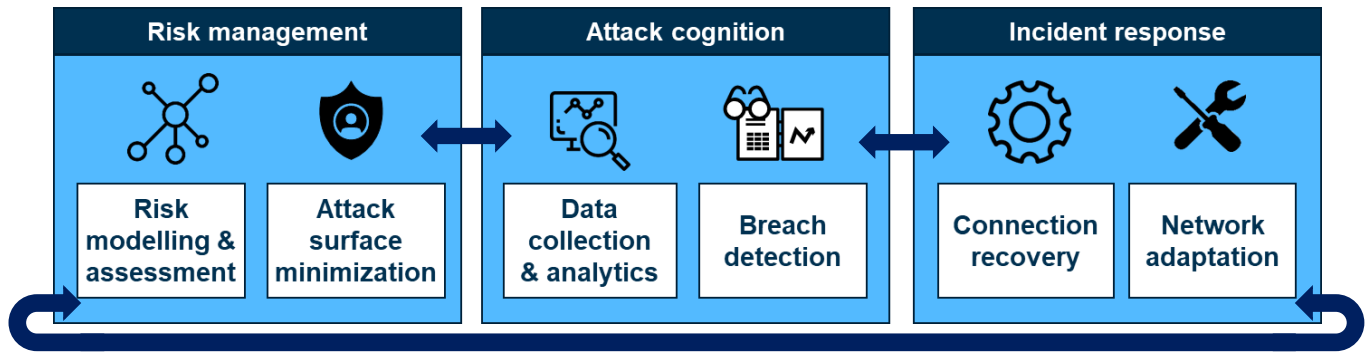 Risk management
Risk
modelling &
assessment
Attack
surface
minimization
Attack cognition
Data
collection
& analytics
Breach
detection
Incident response
Connection
recovery
Network
adaptation